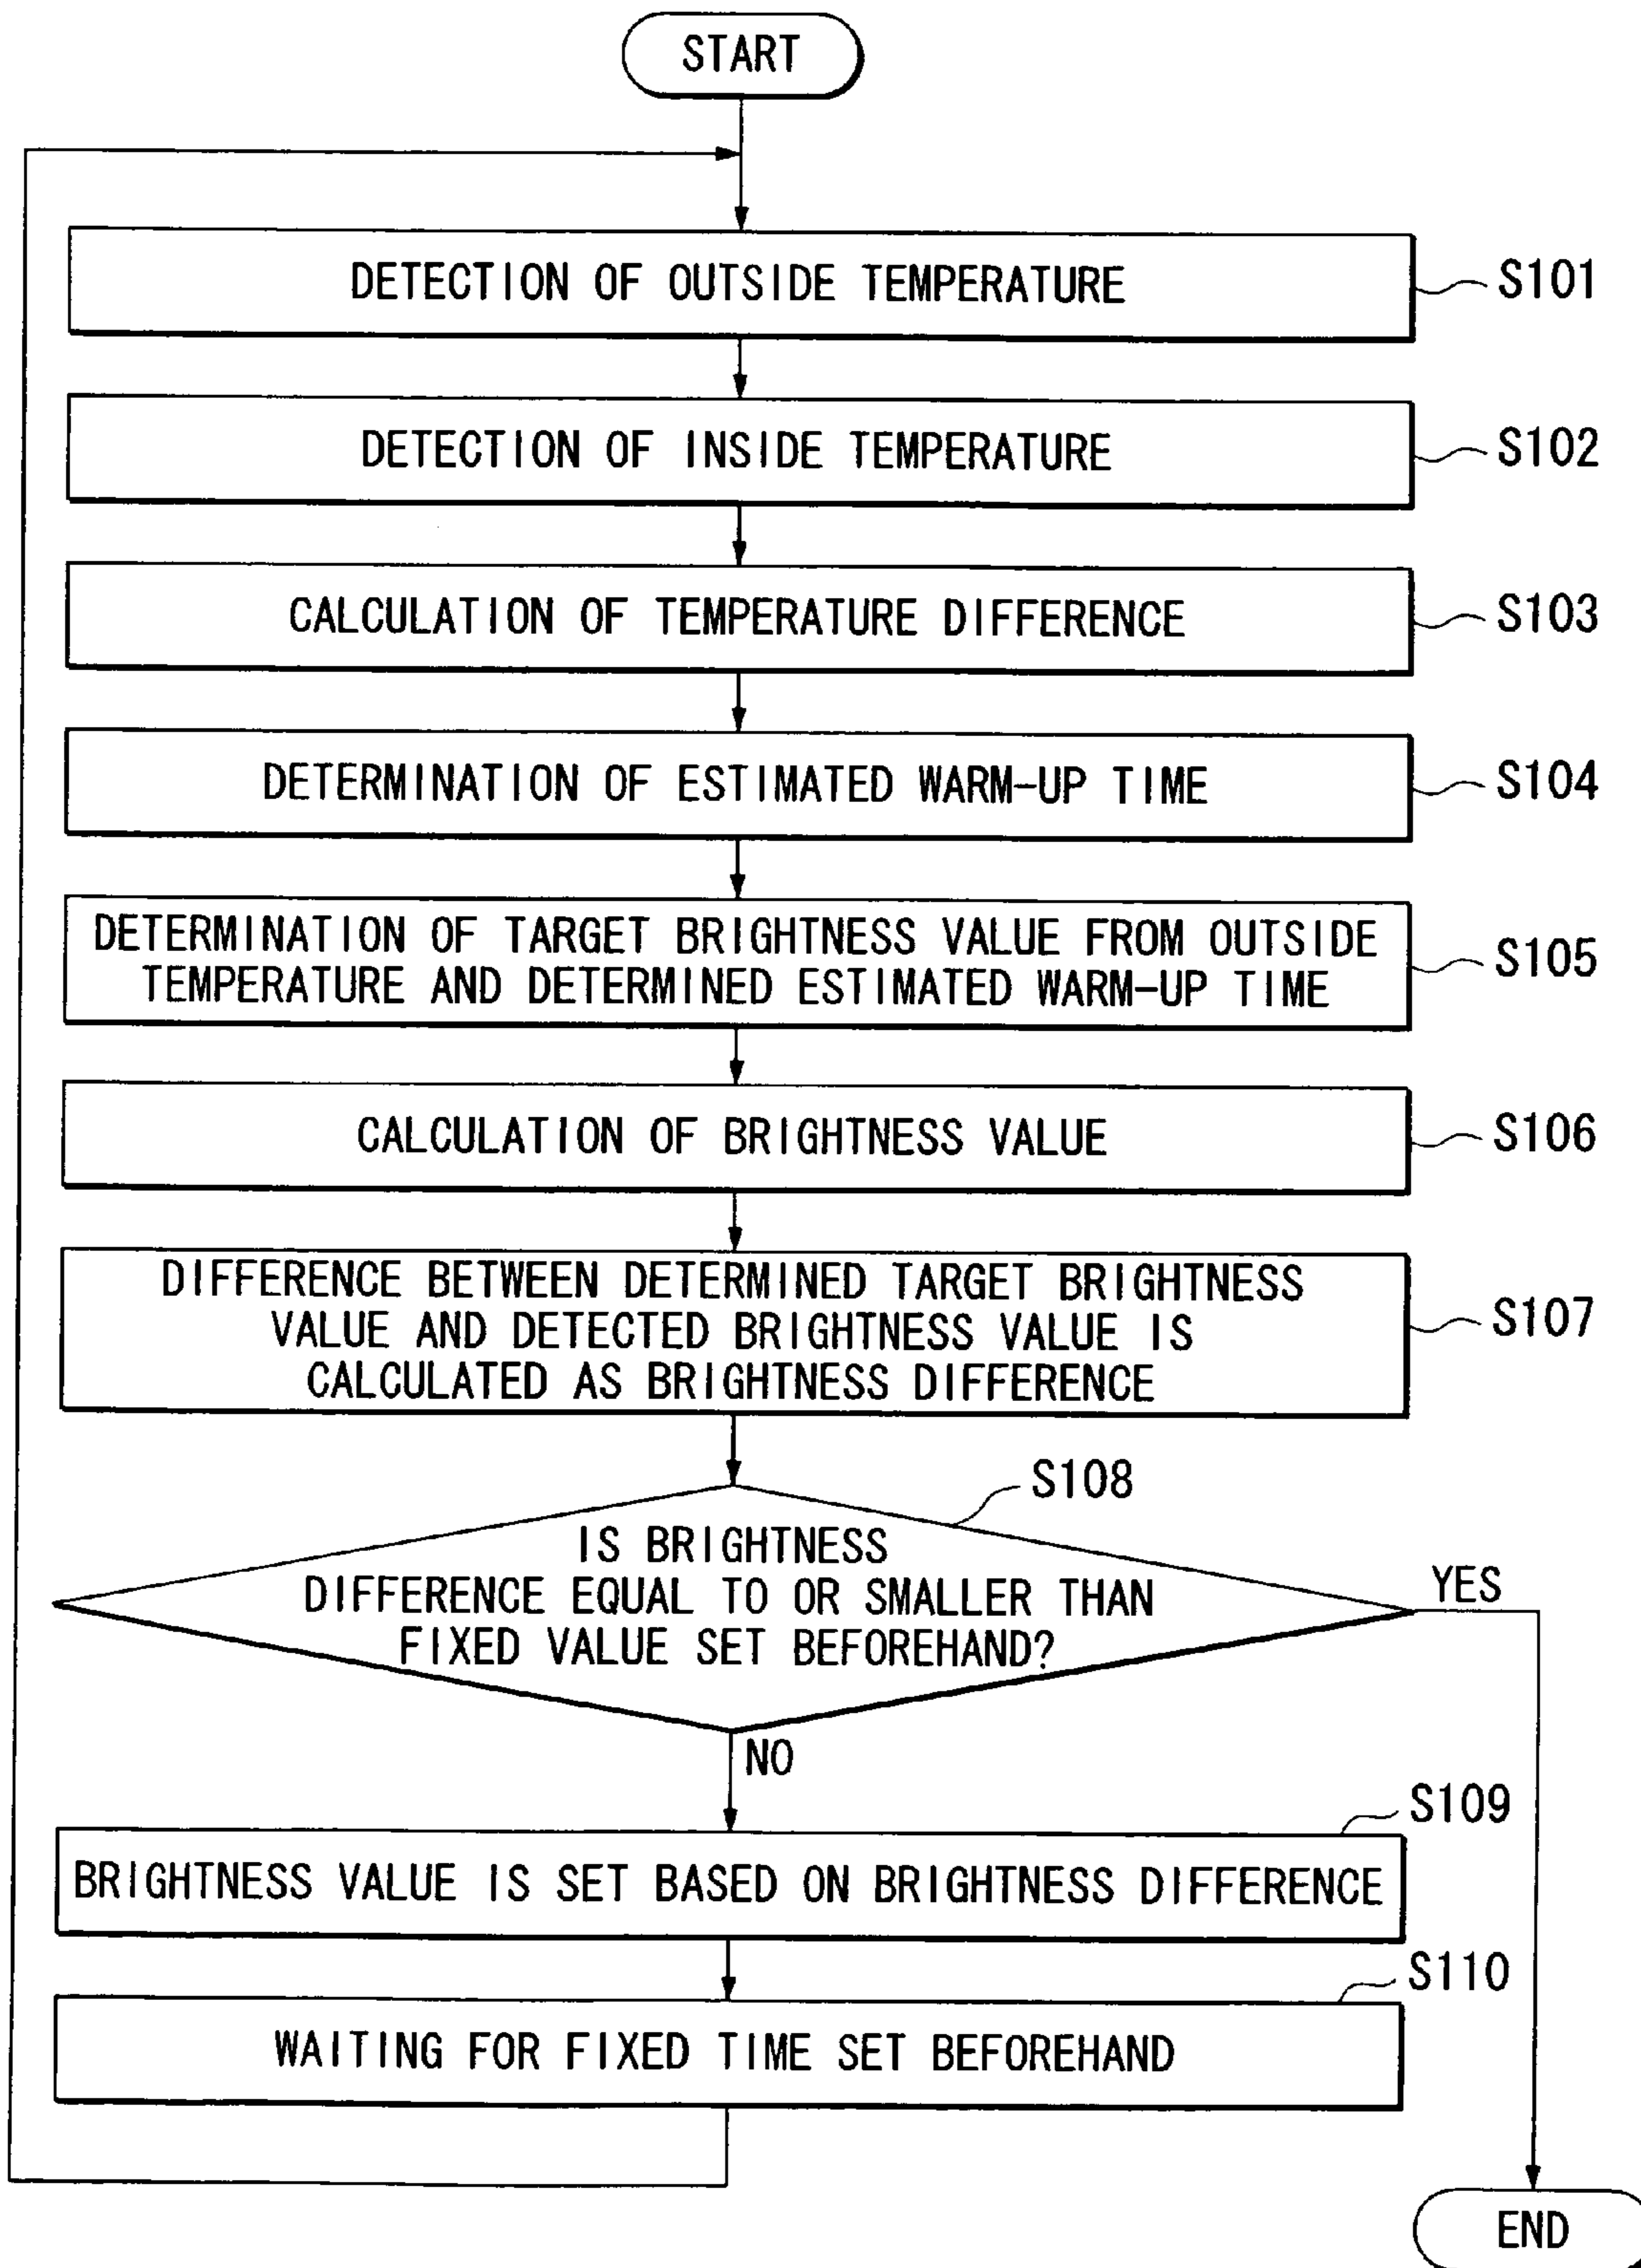 START
DETECTION OF OUTSIDE TEMPERATURE
S101
DETECTION OF INSIDE TEMPERATURE
S102
CALCULATION OF TEMPERATURE DIFFERENCE
S103
DETERMINATION OF ESTIMATED WARM-UP TIME
S104
DETERMINATION OF TARGET BRIGHTNESS VALUE FROM OUTSIDE
TEMPERATURE AND DETERMINED ESTIMATED WARM-UP TIME
S105
CALCULATION OF BRIGHTNESS VALUE
S106
DIFFERENCE BETWEEN DETERMINED TARGET BRIGHTNESS
VALUE AND DETECTED BRIGHTNESS VALUE IS
CALCULATED AS BRIGHTNESS DIFFERENCE
S107
S108
IS BRIGHTNESS
DIFFERENCE EQUAL TO OR SMALLER THAN
FIXED VALUE SET BEFOREHAND?
YES
NO
S109
BRIGHTNESS VALUE IS SET BASED ON BRIGHTNESS DIFFERENCE
S110
WAITING FOR FIXED TIME SET BEFOREHAND
END